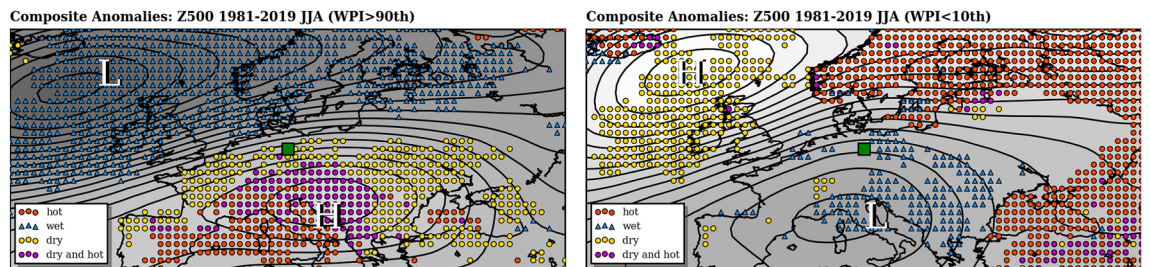 Composite Anomalies: Z500 1981-2019 JJA (WPI>90th)
L
H
hot
wet
dry
dry and hot
Composite Anomalies: Z500 1981-2019 JJA (WPI<10th)
H
L
hot
wet
dry
dry and hot